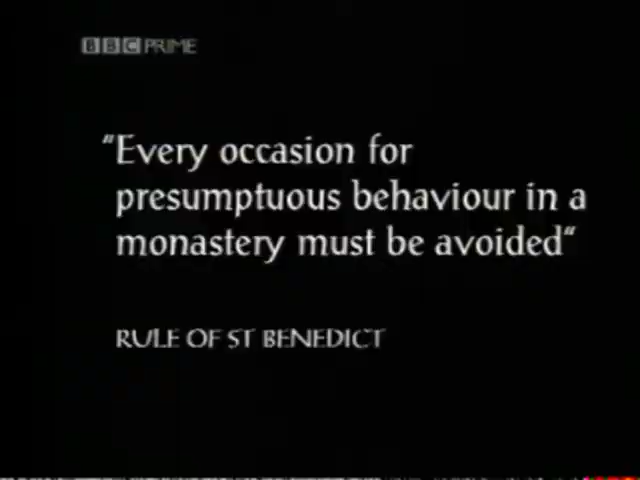 BBC PRIME
“Every occasion for
presumptuous behaviour in a
monastery must be avoided“
RULE OF ST BENEDICT